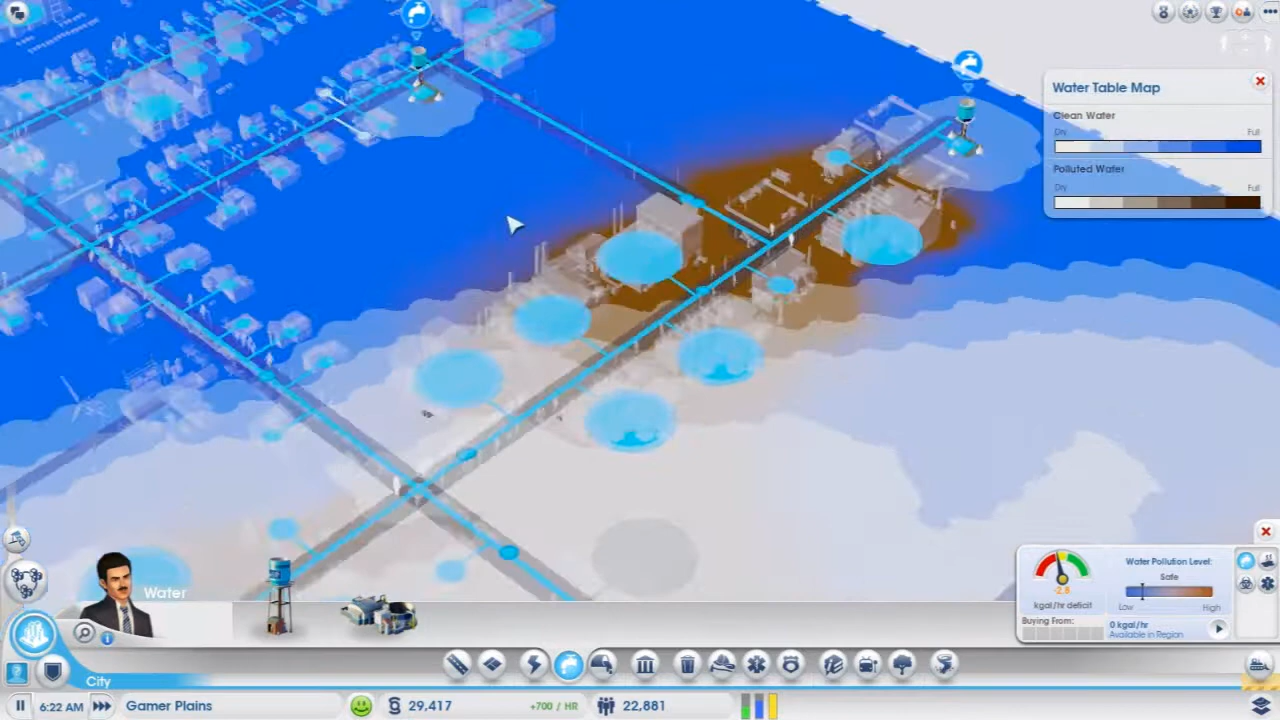 Water Table Map
Clean Water
Dry Full
Polluted Water
Dry Full
Water
-2.8
kgal/hr deficit
Buying From:
Water Pollution Level:
Safe
Low High
0 kgal/hr
Available in Region
City
6:22 AM
Gamer Plains
29,417
+700 / HR
22,881